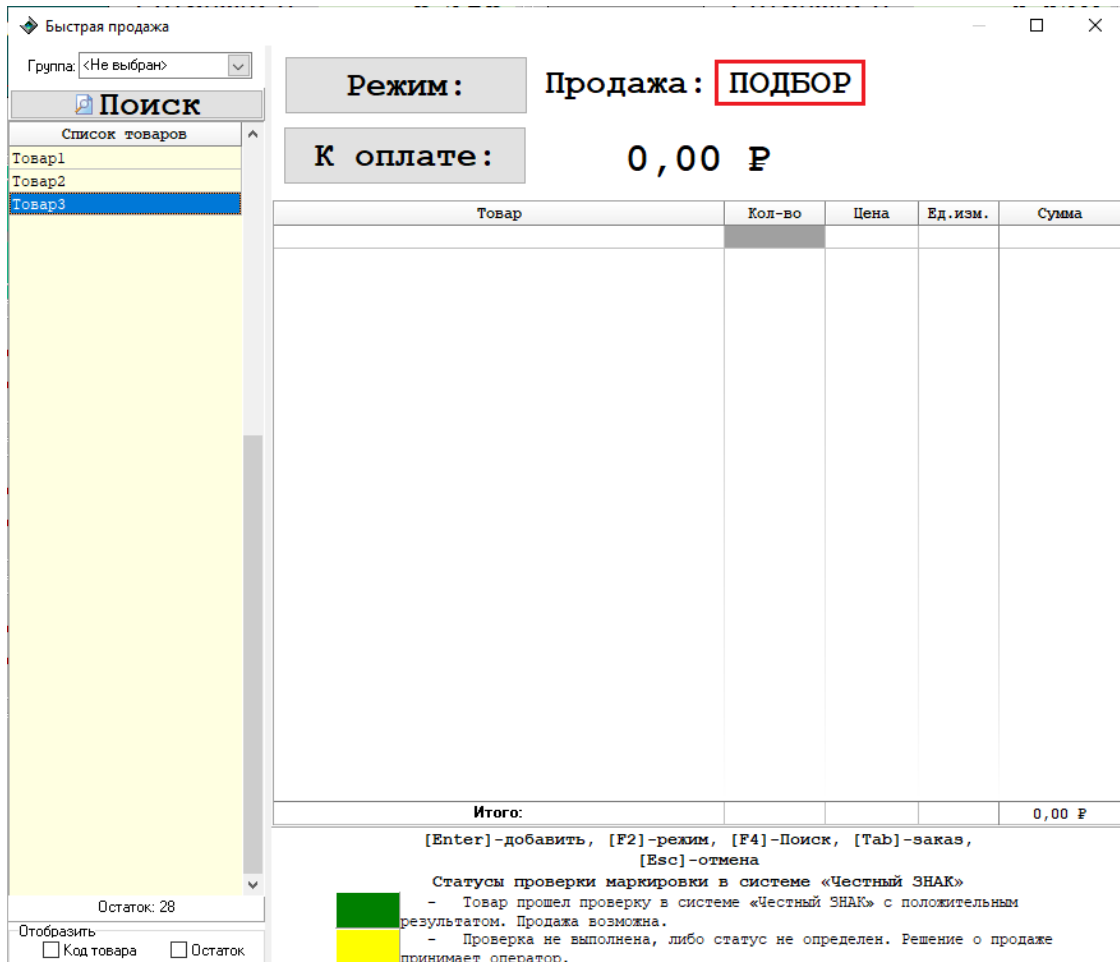 Быстрая продажа
Группа: <Не выбран>
Поиск
Список товаров
Товар1
Товар2
Товар3
Остаток: 28
Отобразить
Код товара Остаток
Режим: Продажа: ПОДБОР
К оплате: 0,00 ₽
Товар Кол-во Цена Ед.изм. Сумма
Итого: 0,00 ₽
[Enter]-добавить, [F2]-режим, [F4]-Поиск, [Tab]-заказ,
[Esc]-отмена
Статусы проверки маркировки в системе «Честный ЗНАК»
- Товар прошел проверку в системе «Честный ЗНАК» с положительным
результатом. Продажа возможна.
- Проверка не выполнена, либо статус не определен. Решение о продаже
принимает оператор.